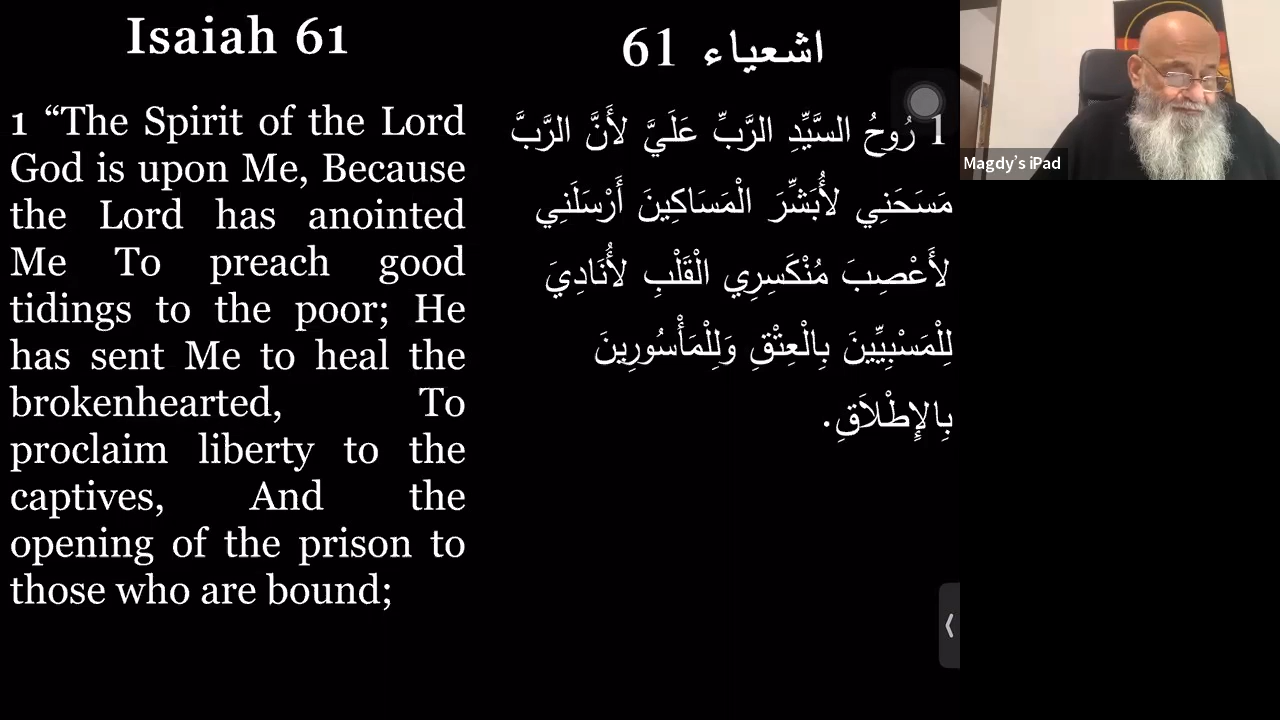 Isaiah 61
1 “The Spirit of the Lord
God is upon Me, Because
the Lord has anointed
Me To preach good
tidings to the poor; He
has sent Me to heal the
brokenhearted, To
proclaim liberty to the
captives, And the
opening of the prison to
those who are bound;
اشعياء 61
1 رُوحُ السَّيِّدِ الرَّبِّ عَلَيَّ لأَنَّ الرَّبَّ
مَسَحَنِي لأُبَشِّرَ الْمَسَاكِينَ أَرْسَلَنِي
لأَعْصِبَ مُنْكَسِرِي الْقَلْبِ لأُنَادِيَ
لِلْمَسْبِيِّينَ بِالْعِتْقِ وَلِلْمَأْسُورِينَ
بِالإِطْلاَقِ.
Magdy’s iPad